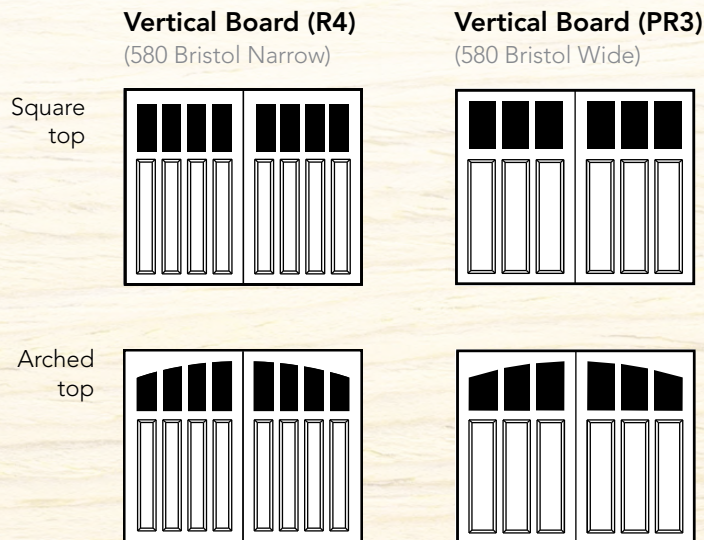 Vertical Board (R4)
(580 Bristol Narrow)
Vertical Board (PR3)
(580 Bristol Wide)
Square
top
Arched
top